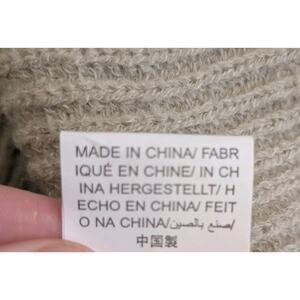 MADE IN CHINA/ FABR
IQUÉ EN CHINE/ IN CH
INA HERGESTELLT/ H
ECHO EN CHINA/ FEIT
O NA CHINA/صنع بالصين/
中国製